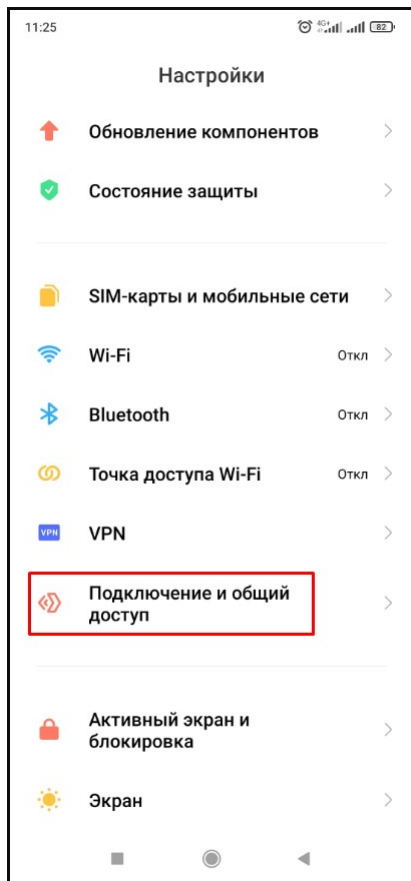 11:25
4G+
82
Настройки
Обновление компонентов
Состояние защиты
SIM-карты и мобильные сети
Wi-Fi Откл
Bluetooth Откл
Точка доступа Wi-Fi Откл
VPN VPN
Подключение и общий
доступ
Активный экран и
блокировка
Экран